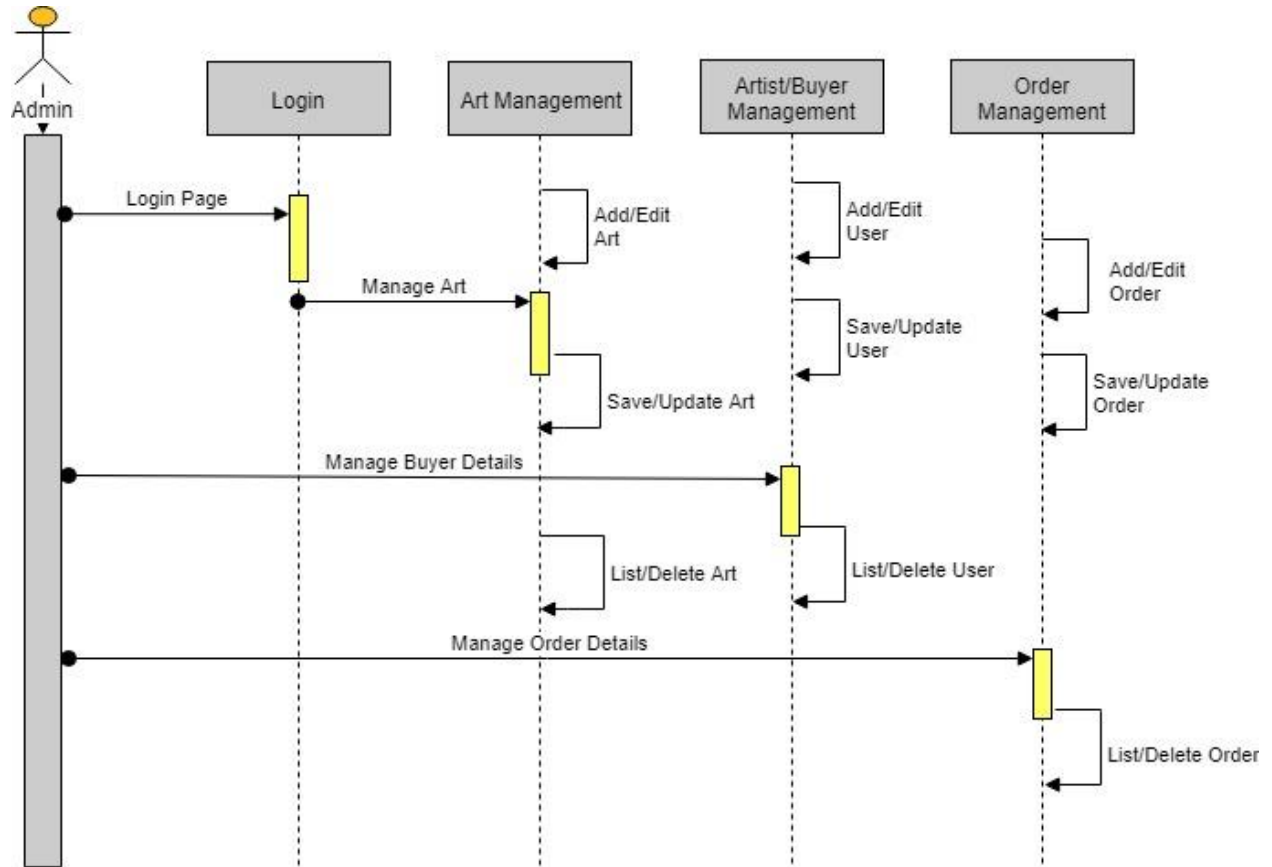 Admin
Login
Art Management
Artist/Buyer
Management
Order
Management
Login Page
Add/Edit
Art
Add/Edit
User
Add/Edit
Order
Manage Art
Save/Update
User
Save/Update Art
Save/Update
Order
Manage Buyer Details
List/Delete Art
List/Delete User
Manage Order Details
List/Delete Order